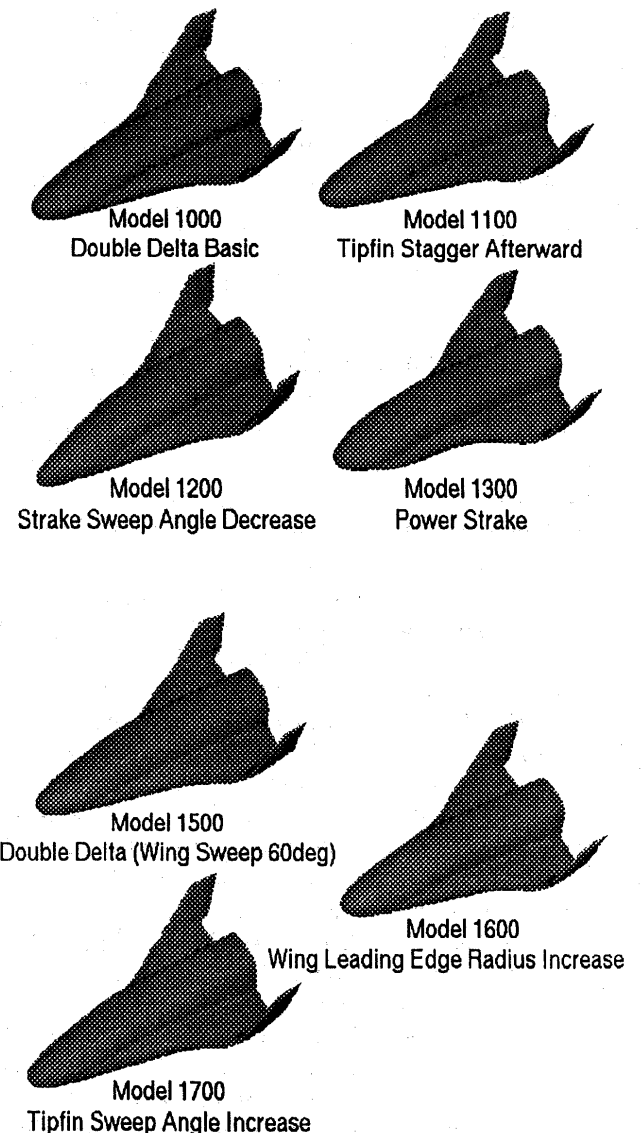 Model 1000
Double Delta Basic
Model 1100
Tipfin Stagger Afterward
Model 1200
Strake Sweep Angle Decrease
Model 1300
Power Strake
Model 1500
Double Delta (Wing Sweep 60deg)
Model 1600
Wing Leading Edge Radius Increase
Model 1700
Tipfin Sweep Angle Increase